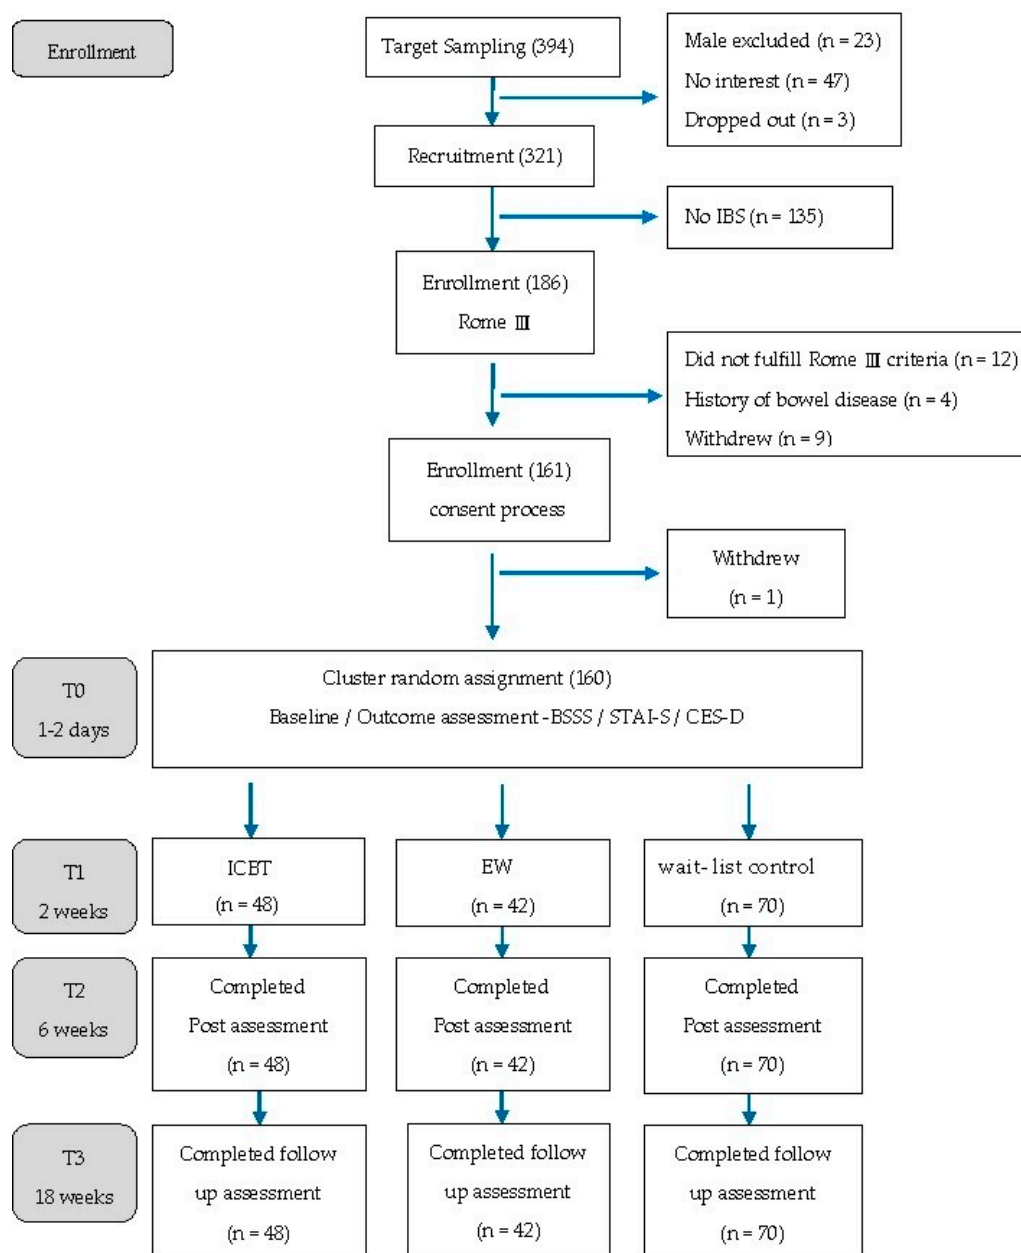 Enrollment
Target Sampling (394)
Male excluded (n = 23)
No interest (n = 47)
Dropped out (n = 3)
Recruitment (321)
No IBS (n = 135)
Enrollment (186)
Rome Ⅲ
Did not fulfill Rome Ⅲ criteria (n = 12)
History of bowel disease (n = 4)
Withdrew (n = 9)
Enrollment (161)
consent process
Withdrew
(n = 1)
T0
1-2 days
Cluster random assignment (160)
Baseline / Outcome assessment -BSSS / STAI-S / CES-D
T1
2 weeks
ICBT
(n = 48)
EW
(n = 42)
wait- list control
(n = 70)
T2
6 weeks
Completed
Post assessment
(n = 48)
Completed
Post assessment
(n = 42)
Completed
Post assessment
(n = 70)
T3
18 weeks
Completed follow
up assessment
(n = 48)
Completed follow
up assessment
(n = 42)
Completed follow
up assessment
(n = 70)